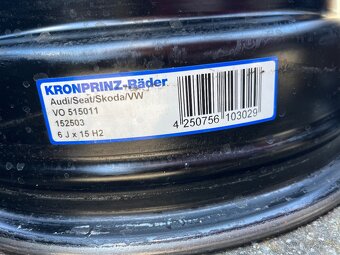 KRONPRINZ-Räder
Audi/Seat/Skoda/VW
VO 515011
152503
6 J x 15 H2
4 250756 103029